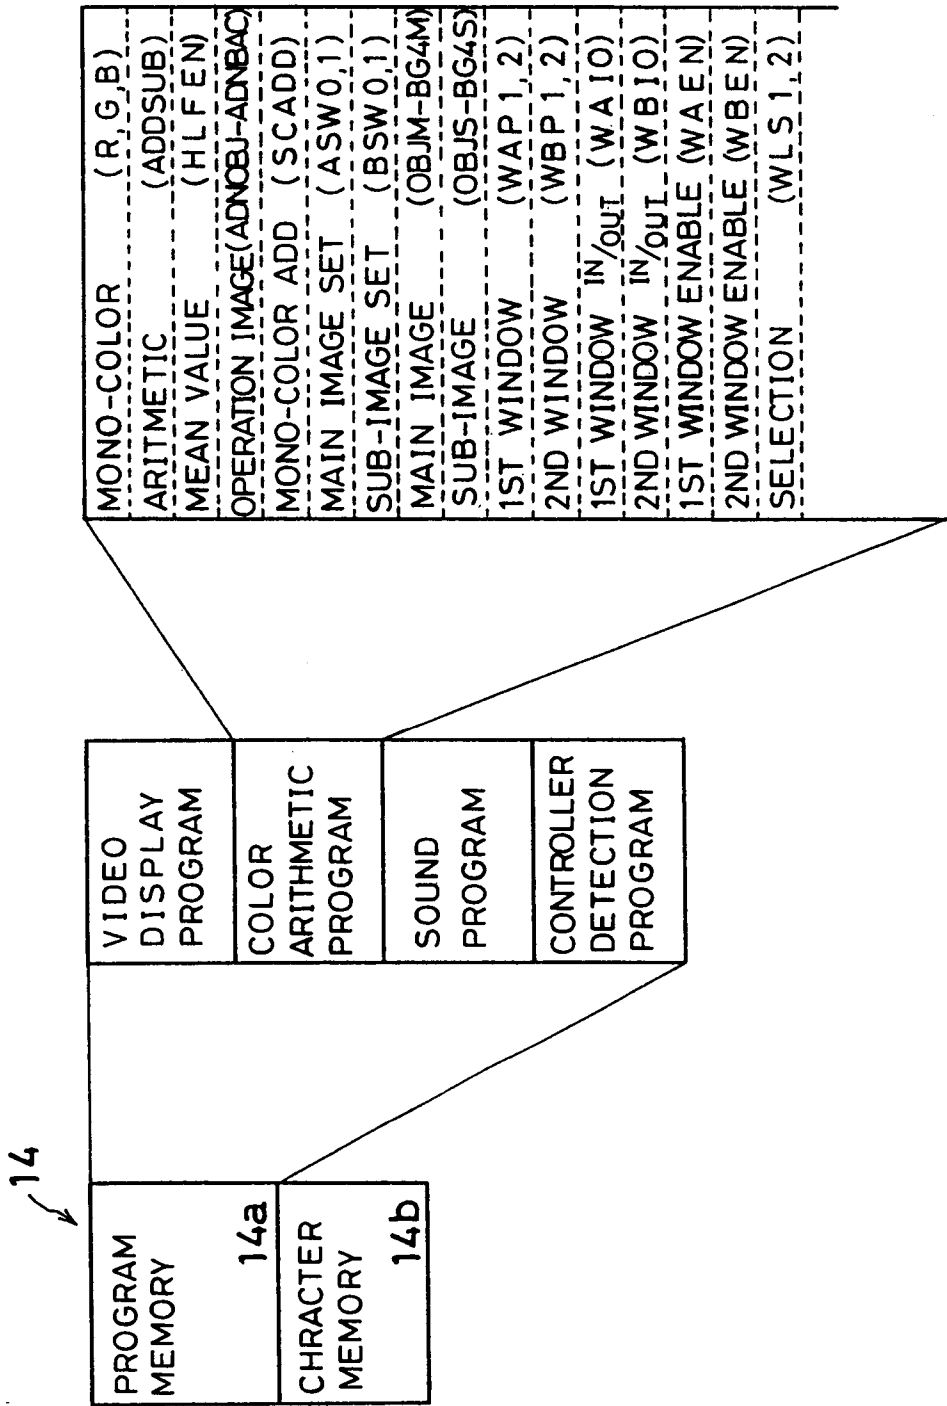 14
PROGRAM
MEMORY
14a
CHRACTER
MEMORY
14b
VIDEO
DISPLAY
PROGRAM
COLOR
ARITHMETIC
PROGRAM
SOUND
PROGRAM
CONTROLLER
DETECTION
PROGRAM
MONO-COLOR (R,G,B)
ARITMETIC (ADDSUB)
MEAN VALUE (HLFEN)
OPERATION IMAGE(ADNOBJ-ADNBAC)
MONO-COLOR ADD (SCADD)
MAIN IMAGE SET (ASW0,1)
SUB-IMAGE SET (BSW0,1)
MAIN IMAGE (OBJM-BG4M)
SUB-IMAGE (OBJS-BG4S)
1ST WINDOW (WAP1,2)
2ND WINDOW (WBP1,2)
1ST WINDOW IN/OUT (WAIO)
2ND WINDOW IN/OUT (WBIO)
1ST WINDOW ENABLE (WAEN)
2ND WINDOW ENABLE (WBEN)
SELECTION (WLS1,2)